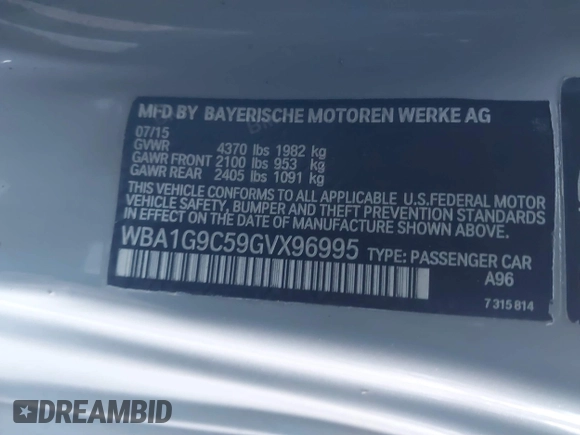 MFD BY BAYERISCHE MOTOREN WERKE AG
07/15
GVWR 4370 lbs 1982 kg
GAWR FRONT 2100 lbs 953 kg
GAWR REAR 2405 lbs 1091 kg
THIS VEHICLE CONFORMS TO ALL APPLICABLE U.S.FEDERAL MOTOR
VEHICLE SAFETY, BUMPER AND THEFT PREVENTION STANDARDS
IN EFFECT ON THE DATE OF MANUFACTURE SHOWN ABOVE.
WBA1G9C59GVX96995 TYPE: PASSENGER CAR
A96
7 315 814
DREAMBID